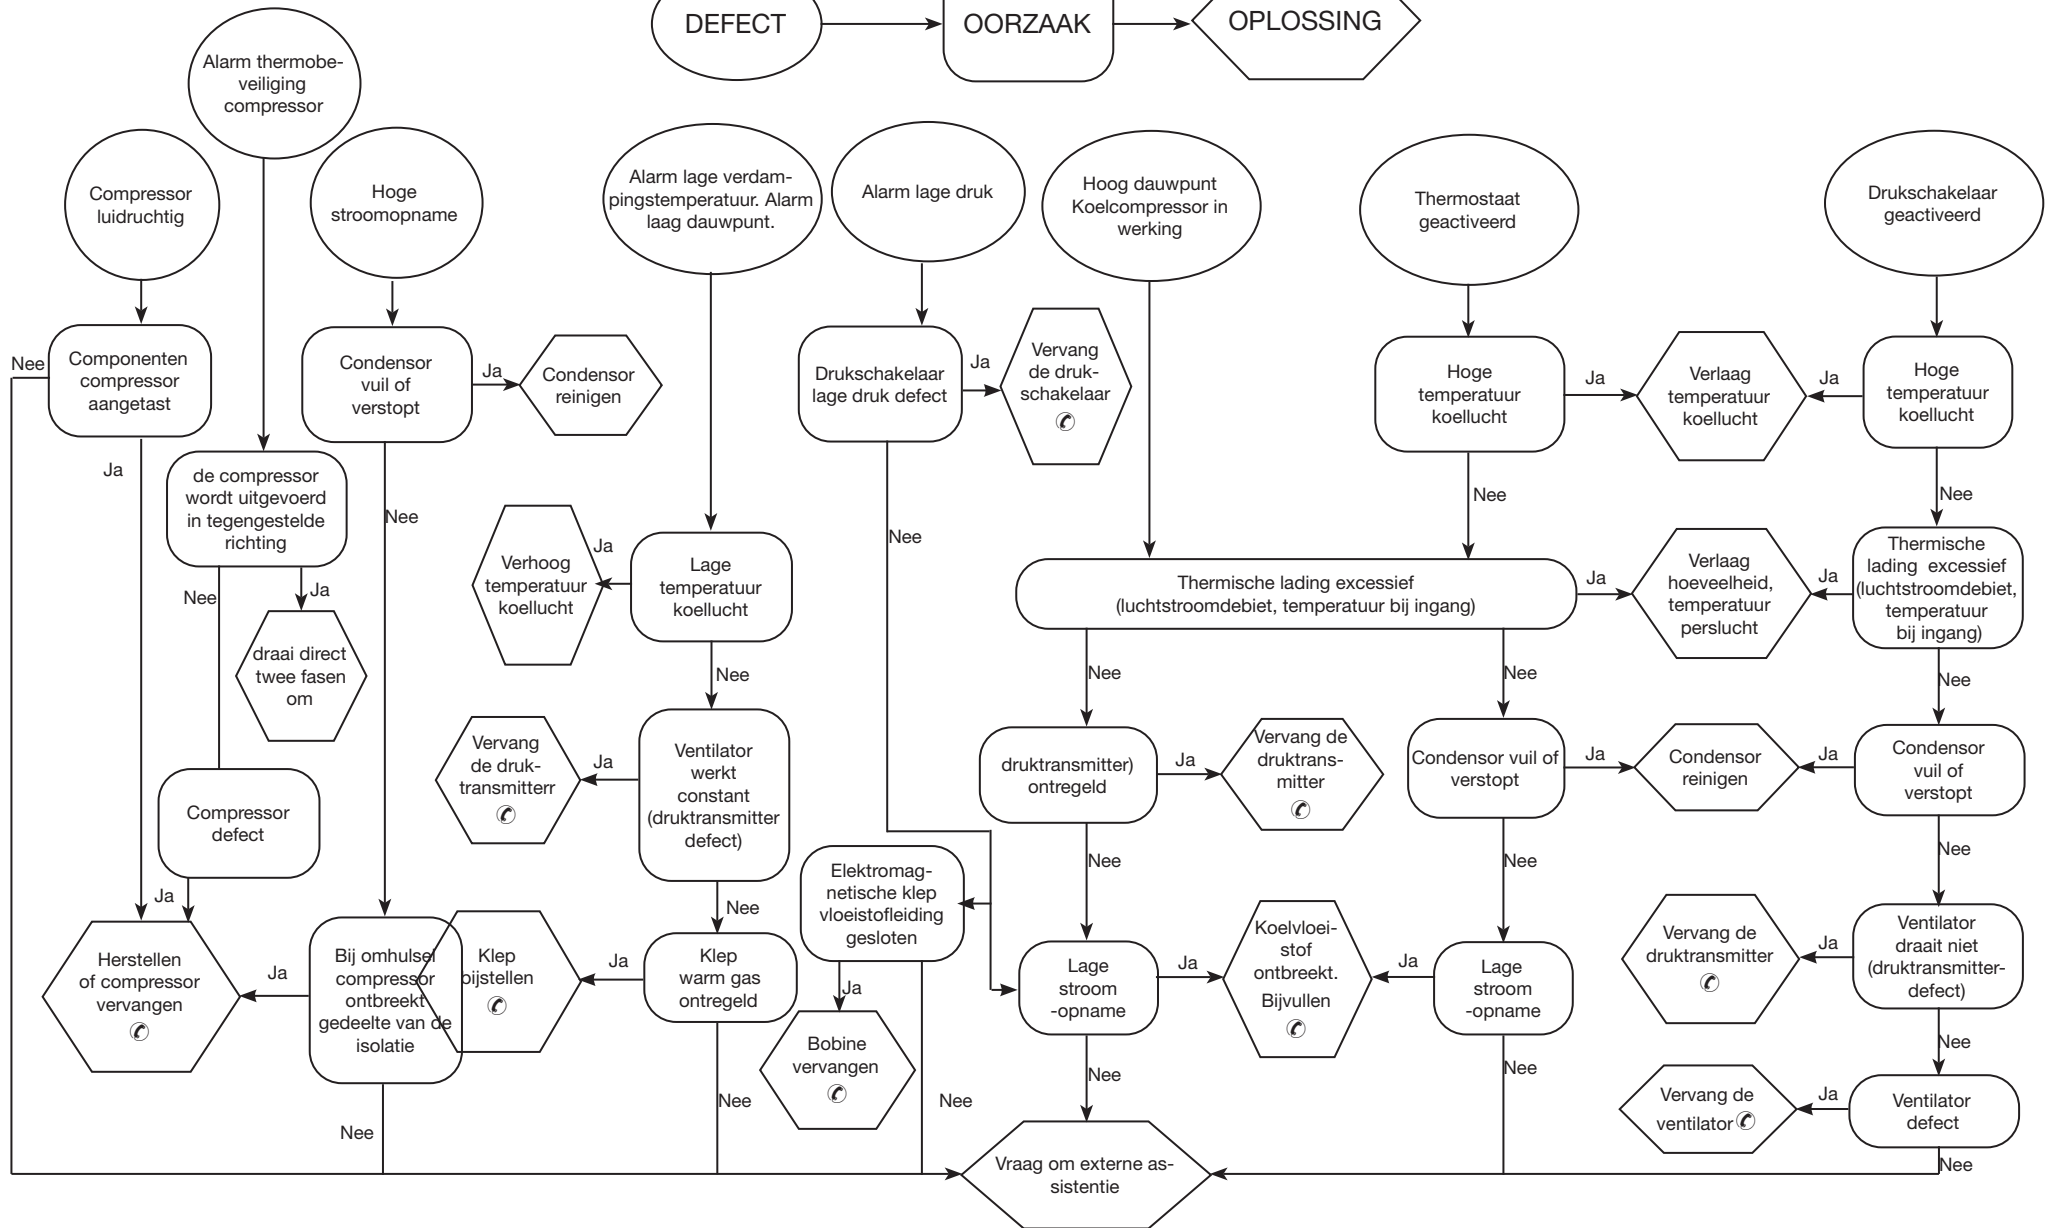 DEFECT
OORZAAK
OPLOSSING
Alarm thermobe-
veiliging
compressor
Compressor
luidruchtig
Hoge
stroomopname
Alarm lage verdam-
pingstemperatuur. Alarm
laag dauwpunt.
Alarm lage druk
Hoog dauwpunt
Koelcompressor in
werking
Thermostaat
geactiveerd
Drukschakelaar
geactiveerd
Nee
Componenten
compressor
aangetast
Condensor
vuil of
verstopt
Ja
Condensor
reinigen
Drukschakelaar
lage druk defect
Ja
Vervang
de druk-
schakelaar
Hoge
temperatuur
koellucht
Ja
Verlaag
temperatuur
koellucht
Ja
Hoge
temperatuur
koellucht
Ja
de compressor
wordt uitgevoerd
in tegengestelde
richting
Nee
Nee
Nee
Nee
Nee
Ja
draai direct
twee fasen
om
Verhoog
temperatuur
koellucht
Ja
Lage
temperatuur
koellucht
Thermische lading excessief
(luchtstroomdebiet, temperatuur bij ingang)
Ja
Verlaag
hoeveelheid,
temperatuur
perslucht
Ja
Thermische
lading  excessief
(luchtstroomdebiet,
temperatuur
bij ingang)
Nee
Nee
Nee
Nee
Vervang
de druk-
transmitterr
Ja
Ventilator
werkt
constant
(druktransmitter
defect)
druktransmitter)
ontregeld
Ja
Vervang de
druktrans-
mitter
Condensor vuil of
verstopt
Ja
Condensor
reinigen
Ja
Condensor
vuil of
verstopt
Compressor
defect
Ja
Nee
Nee
Nee
Nee
Elektromag-
netische klep
vloeistofleiding
gesloten
Herstellen
of compressor
vervangen
Ja
Bij omhulsel
compressor
ontbreekt
gedeelte van de
isolatie
Klep
bijstellen
Ja
Klep
warm gas
ontregeld
Ja
Bobine
vervangen
Lage
stroom
-opname
Ja
Koelvloei-
stof
ontbreekt.
Bijvullen
Ja
Lage
stroom
-opname
Vervang de
druktransmitter
Ja
Ventilator
draait niet
(druktransmitter-
defect)
Nee
Nee
Nee
Nee
Nee
Nee
Vervang de
ventilator
Ja
Ventilator
defect
Nee
Vraag om externe as-
sistentie